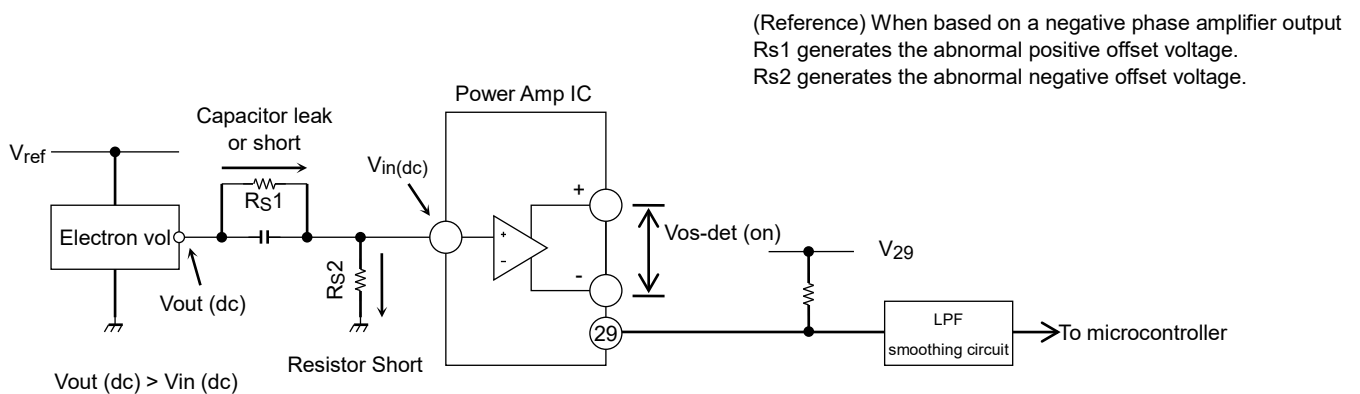 (Reference) When based on a negative phase amplifier output
Rs1 generates the abnormal positive offset voltage.
Rs2 generates the abnormal negative offset voltage.
Power Amp IC
Capacitor leak
or short
Vref
Vin(dc)
RS1
+
Electron vol
+
-
Vos-det (on)
V29
RS2
-
Vout (dc)
29
LPF
smoothing circuit
To microcontroller
Resistor Short
Vout (dc) > Vin (dc)